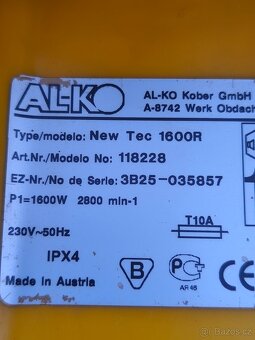 AL-KO
AL-KO Kober GmbH
A-8742 Werk Obdach
Type/modelo: New Tec 1600R
Art.Nr./Modelo No: 118228
EZ-Nr./No de Serie: 3B25-035857
P1=1600W 2800 min-1
T10A
230V~50Hz
IPX4
Made in Austria
B
PC
AR46
CE